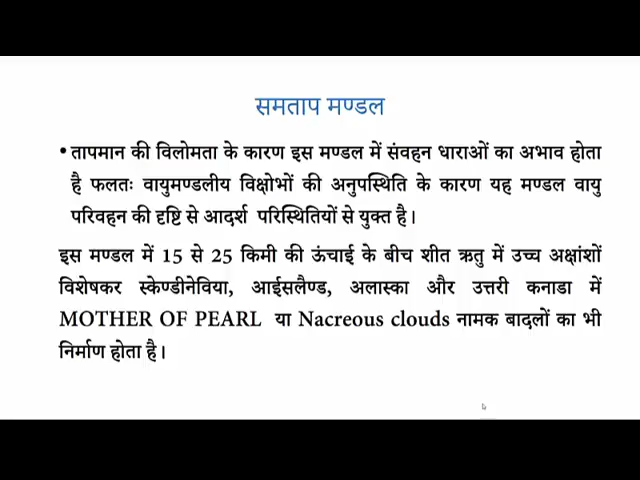 समताप मण्डल
• तापमान की विलोमता के कारण इस मण्डल में संवहन धाराओं का अभाव होता
है फलतः वायुमण्डलीय विक्षोभों की अनुपस्थिति के कारण यह मण्डल वायु
परिवहन की दृष्टि से आदर्श परिस्थितियों से युक्त है।
इस मण्डल में 15 से 25 किमी की ऊंचाई के बीच शीत ऋतु में उच्च अक्षांशों
विशेषकर स्केण्डीनेविया, आईसलैण्ड, अलास्का और उत्तरी कनाडा में
MOTHER OF PEARL या Nacreous clouds नामक बादलों का भी
निर्माण होता है।